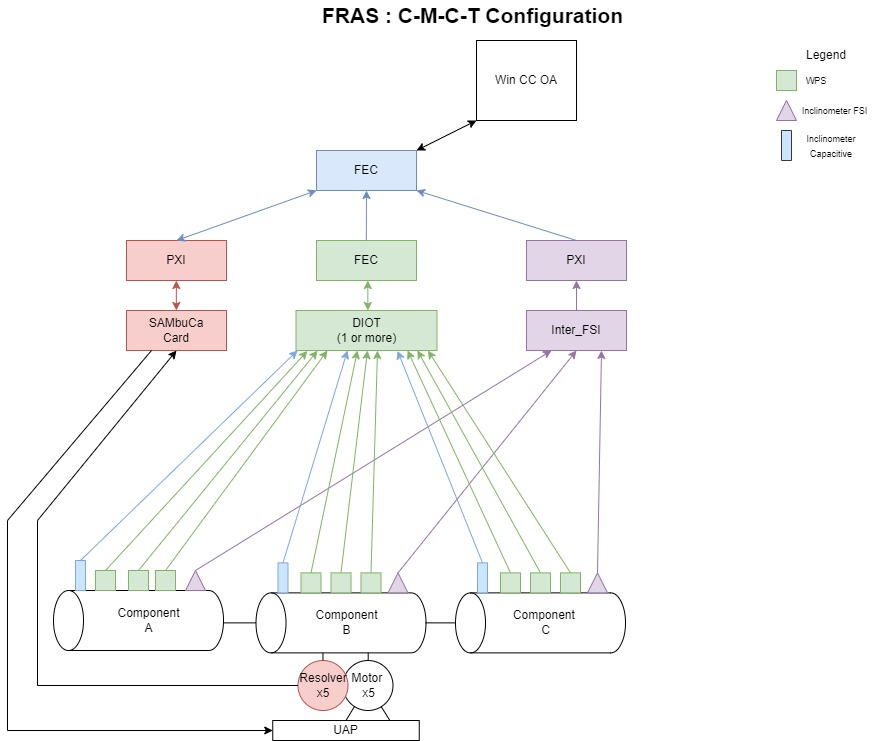 FRAS : C-M-C-T Configuration
Legend
WPS
Inclinometer FSI
Inclinometer
Capacitive
Win CC OA
FEC
PXI
FEC
PXI
SAMbuCa
Card
DIOT
(1 or more)
Inter_FSI
Component
A
Component
B
Component
C
Resolver
x5
Motor
x5
UAP